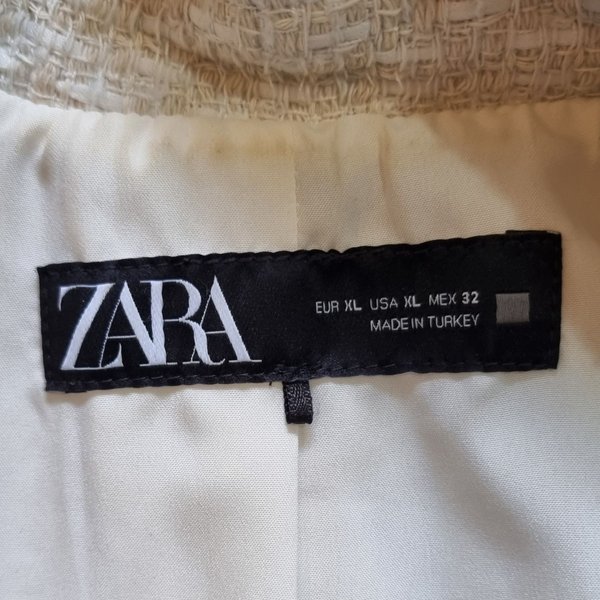 ZARA
EUR XL USA XL MEX 32
MADE IN TURKEY